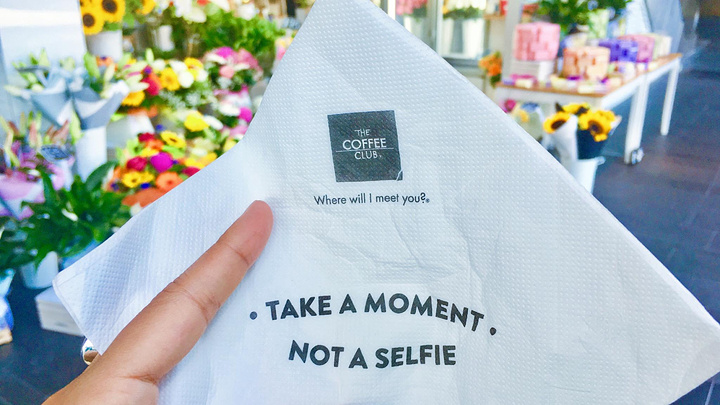 THE
COFFEE
CLUB.
Where will I meet you?®
• TAKE A MOMENT •
NOT A SELFIE